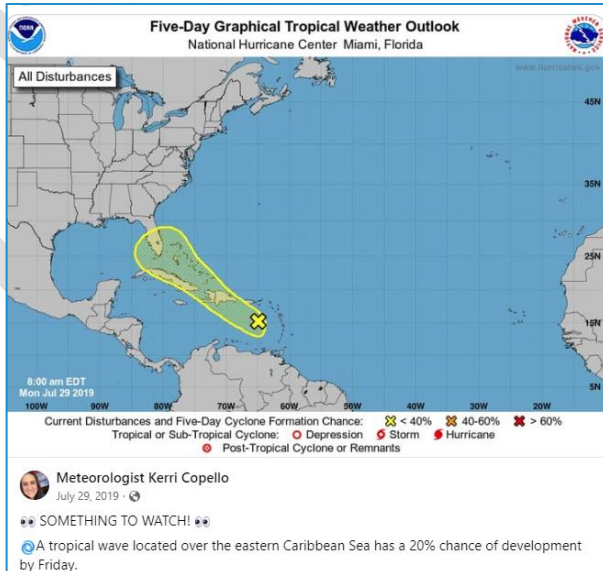 Five-Day Graphical Tropical Weather Outlook
National Hurricane Center Miami, Florida
NOAA
All Disturbances
www.hurricanes.gov
45N
35N
25N
15N
5N
8:00 am EDT
Mon Jul 29 2019
100W 90W 80W 70W 60W 50W 40W 30W 20W
Current Disturbances and Five-Day Cyclone Formation Chance: < 40% 40-60% > 60%
Tropical or Sub-Tropical Cyclone: Depression Storm Hurricane
Post-Tropical Cyclone or Remnants
Meteorologist Kerri Copello
July 29, 2019 ·
👀 SOMETHING TO WATCH! 👀
🌀A tropical wave located over the eastern Caribbean Sea has a 20% chance of development
by Friday.